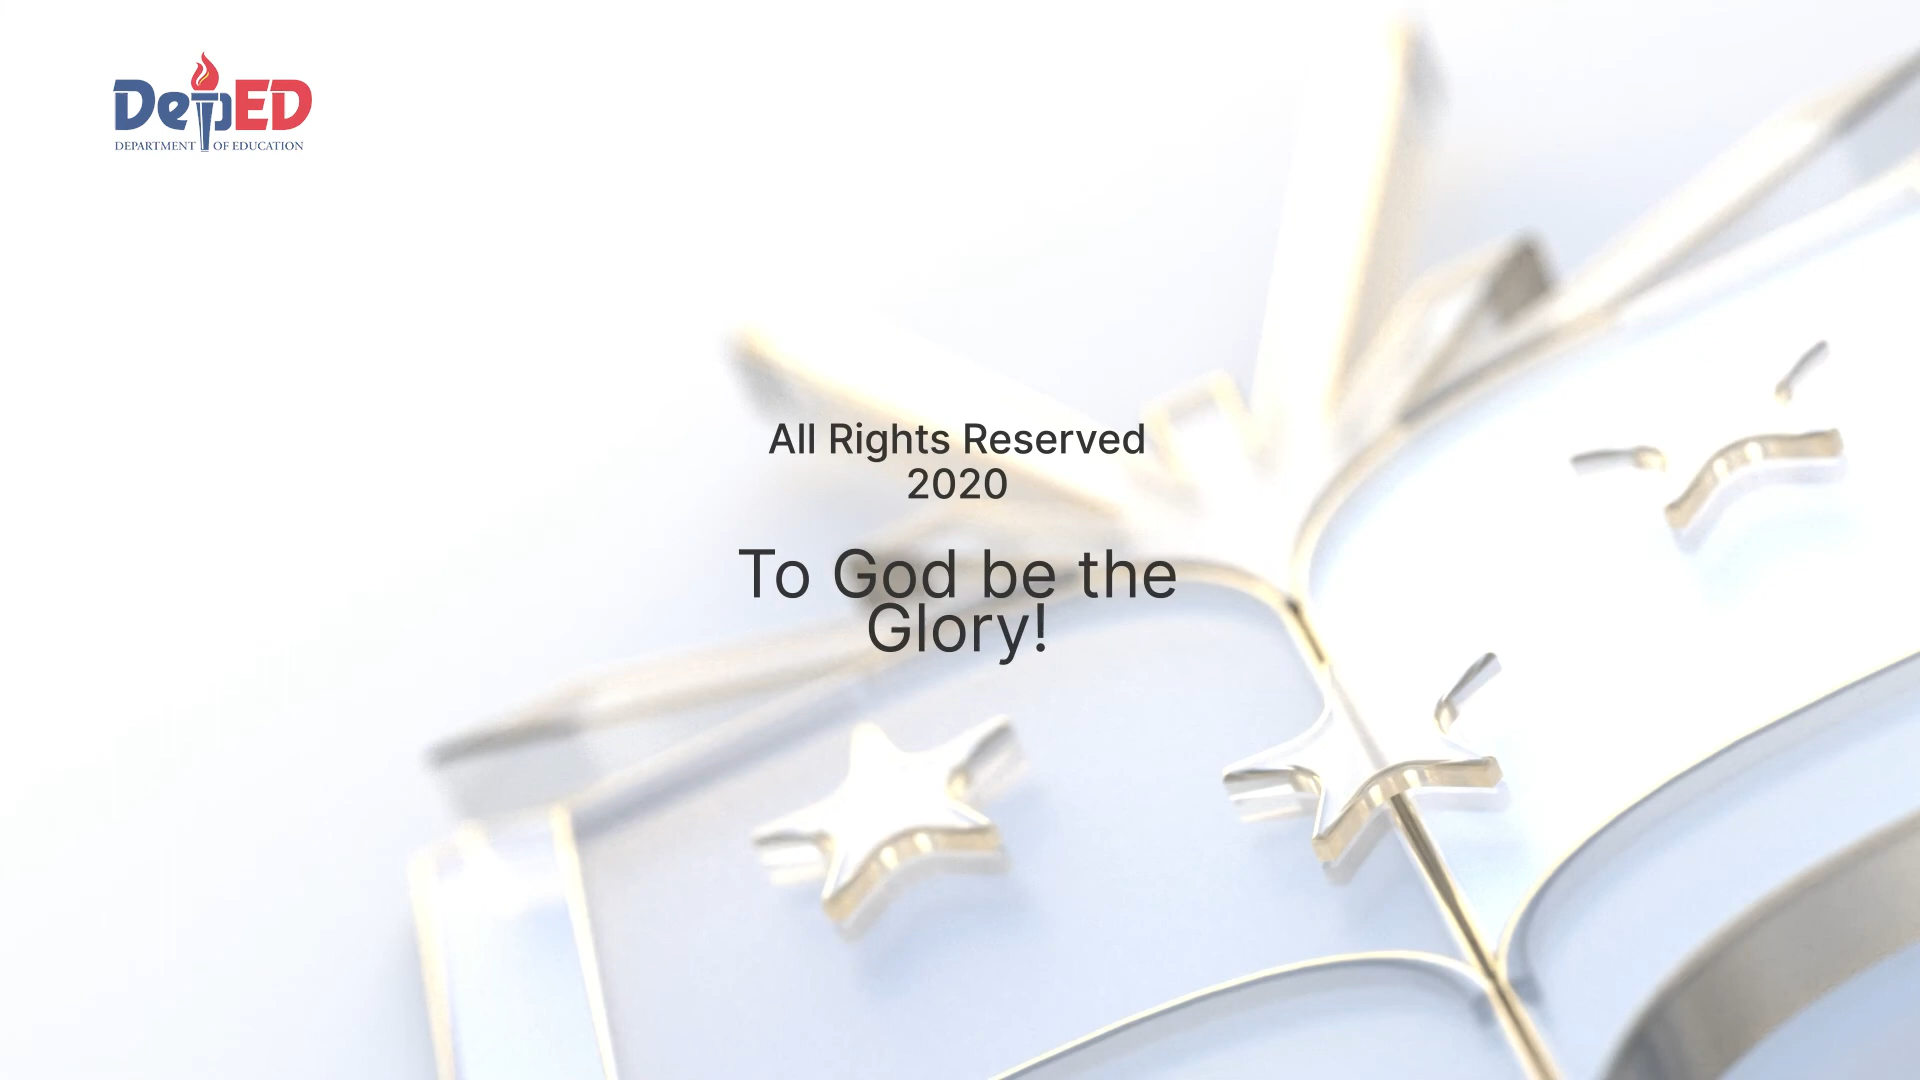 DepED
DEPARTMENT OF EDUCATION
All Rights Reserved
2020
To God be the
Glory!